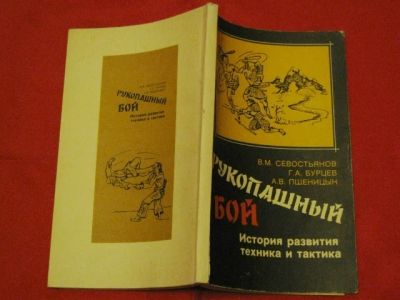 РУКОПАШНЫЙ
БОЙ
История развития
техника и тактика
В.М. СЕВОСТЬЯНОВ
Г.А. БУРЦЕВ
А.В. ПШЕНИЦЫН
РУКОПАШНЫЙ
БОЙ
История развития
техника и тактика